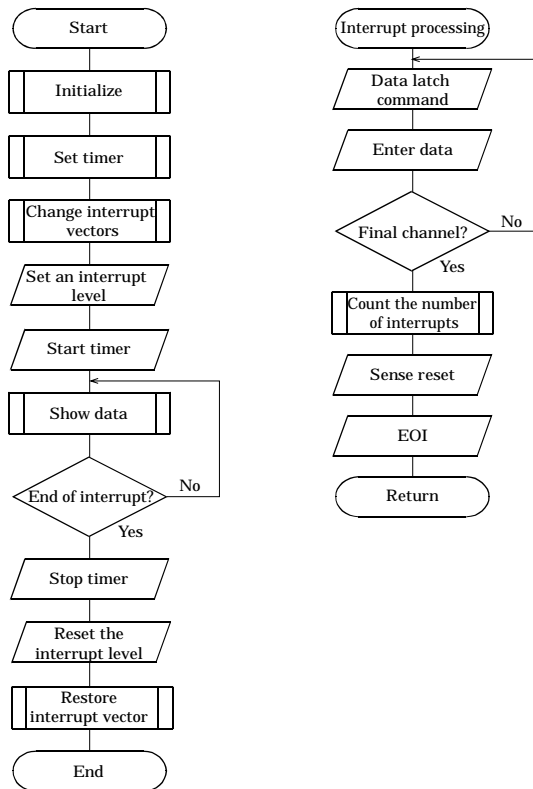 Start
Initialize
Set timer
Change interrupt
vectors
Set an interrupt
level
Start timer
Show data
End of interrupt?
No
Yes
Stop timer
Reset the
interrupt level
Restore
interrupt vector
End
Interrupt processing
Data latch
command
Enter data
Final channel?
No
Yes
Count the number
of interrupts
Sense reset
EOI
Return